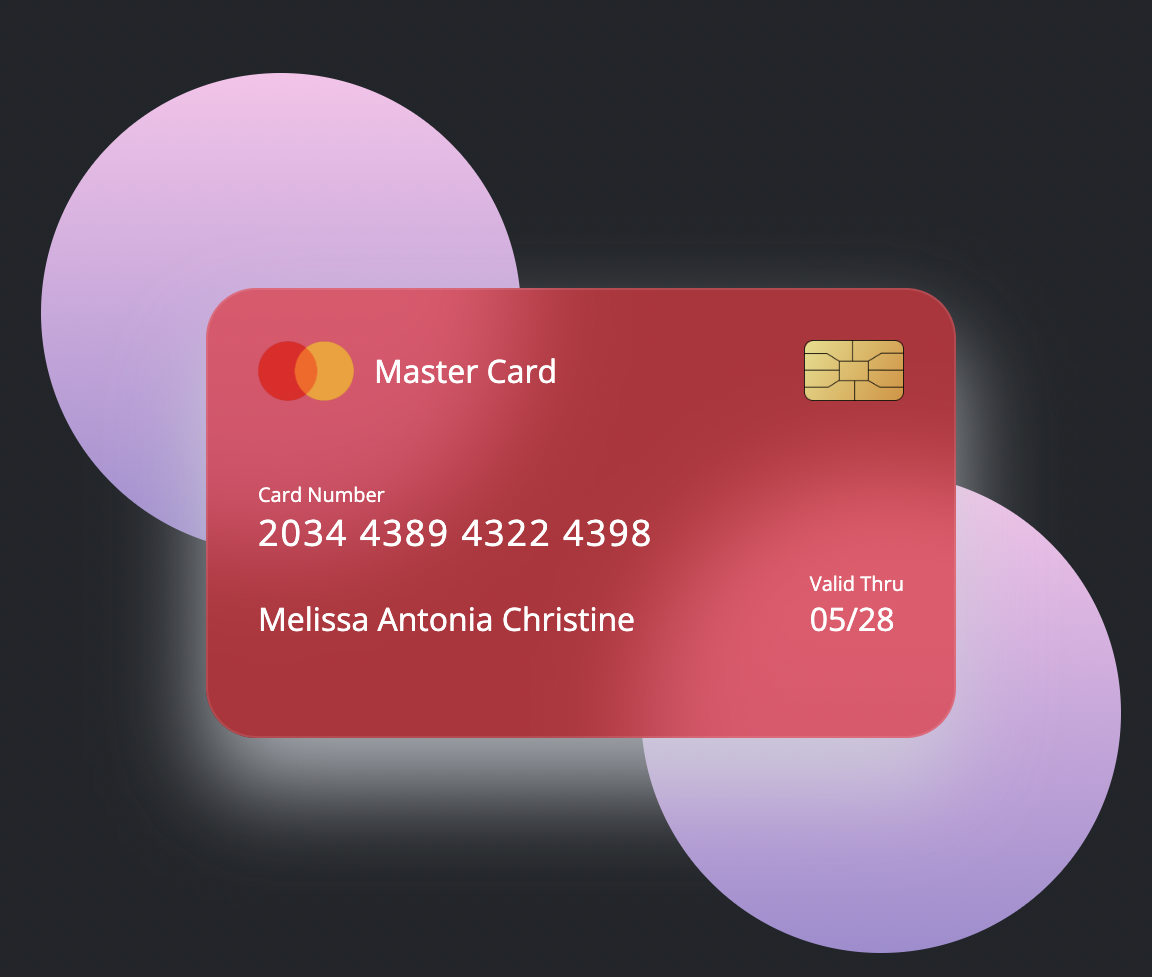 Master Card
Card Number
2034 4389 4322 4398
Valid Thru
05/28
Melissa Antonia Christine